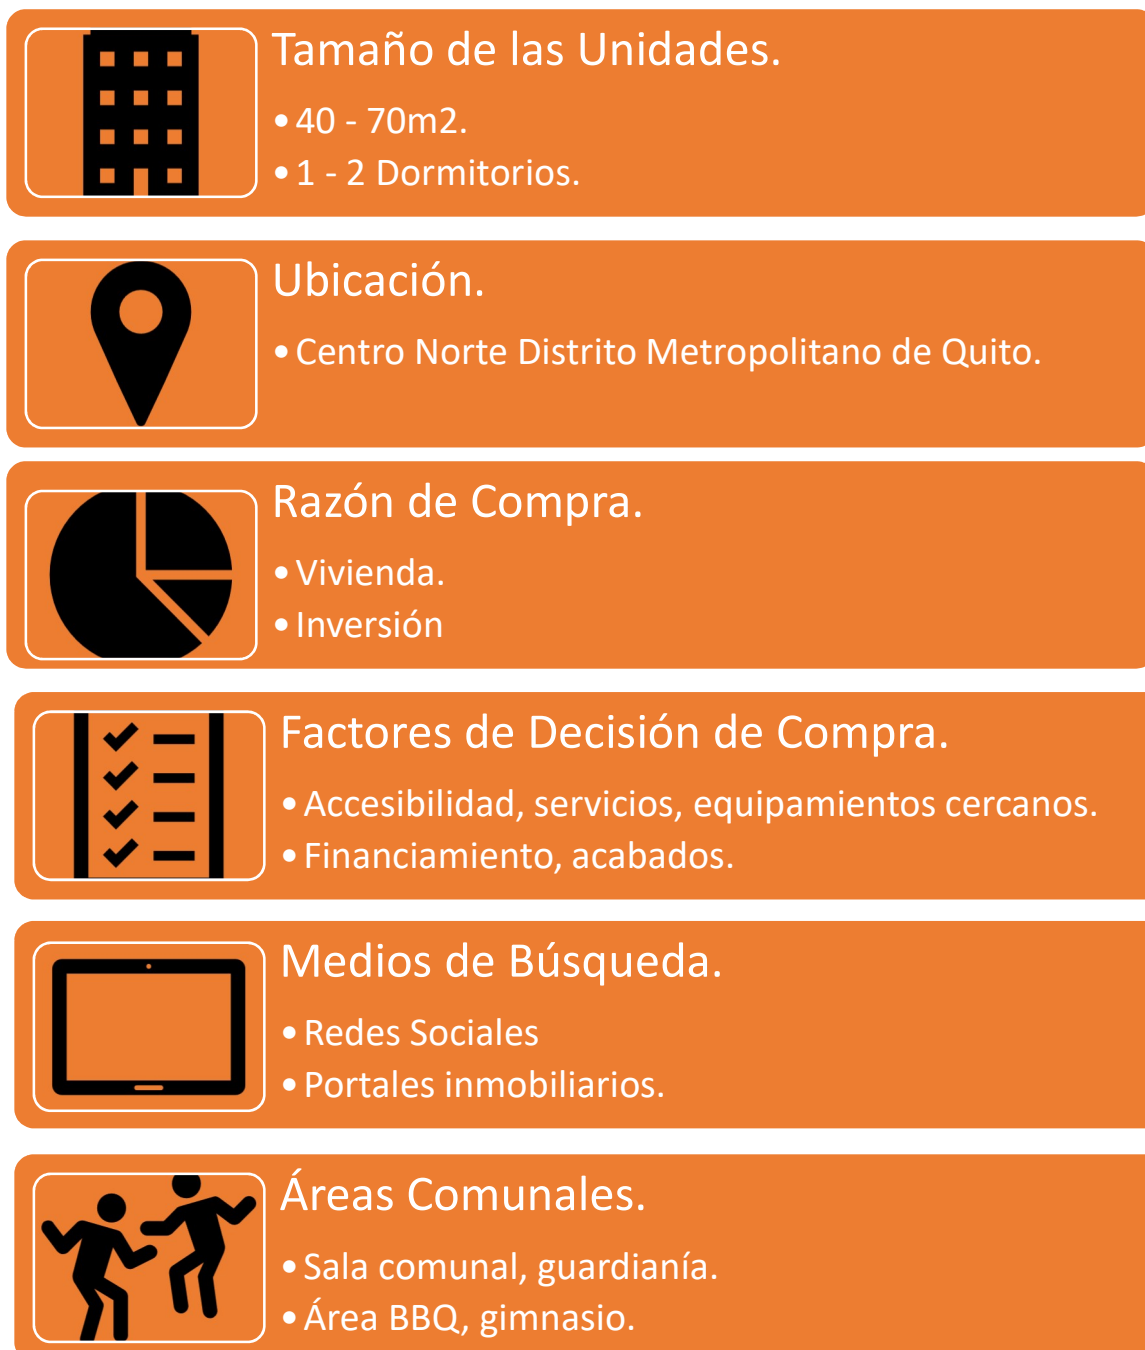 Tamaño de las Unidades.
•40 - 70m2.
•1 - 2 Dormitorios.
Ubicación.
•Centro Norte Distrito Metropolitano de Quito.
Razón de Compra.
•Vivienda.
•Inversión
Factores de Decisión de Compra.
•Accesibilidad, servicios, equipamientos cercanos.
•Financiamiento, acabados.
Medios de Búsqueda.
•Redes Sociales
•Portales inmobiliarios.
Áreas Comunales.
•Sala comunal, guardianía.
•Área BBQ, gimnasio.